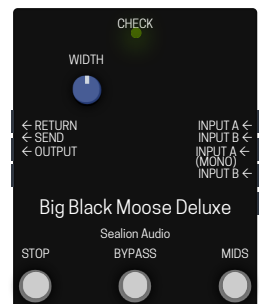 CHECK
WIDTH
← RETURN
← SEND
← OUTPUT
INPUT A ←
INPUT B ←
INPUT A ←
(MONO)
INPUT B ←
Big Black Moose Deluxe
Sealion Audio
STOP BYPASS MIDS